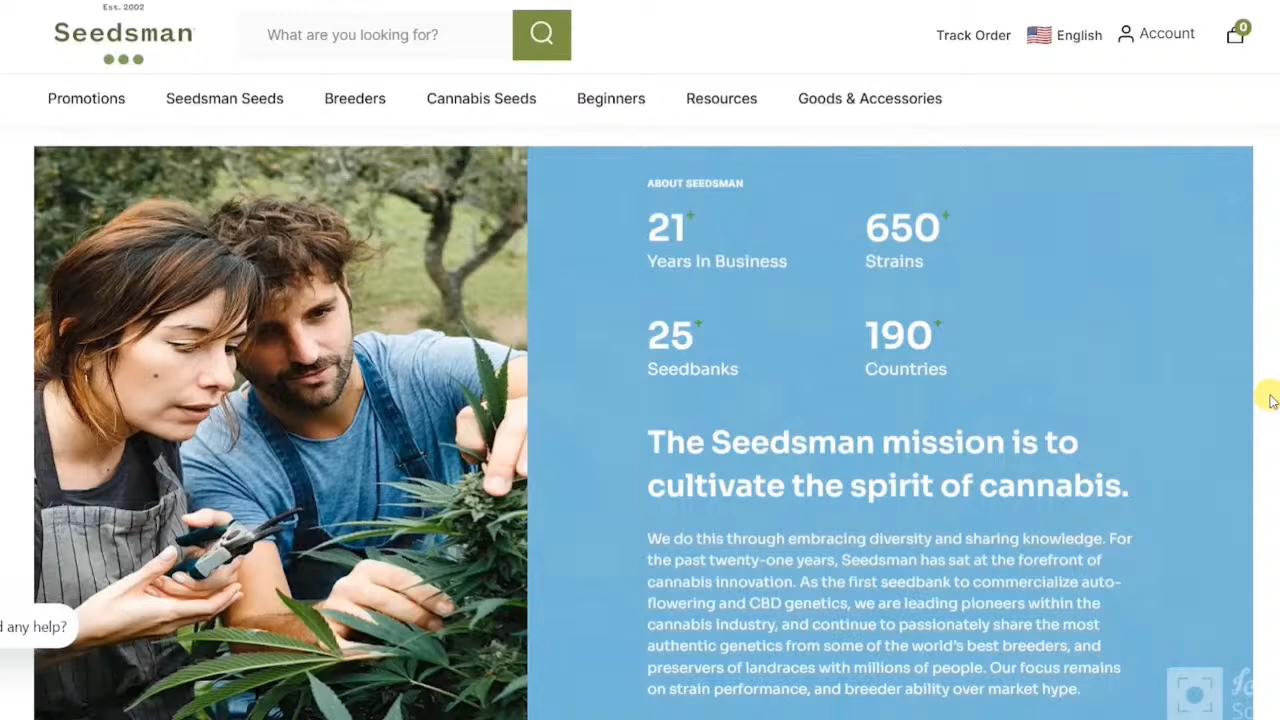 Est. 2002
Seedsman
What are you looking for?
Track Order
English
Account
0
Promotions
Seedsman Seeds
Breeders
Cannabis Seeds
Beginners
Resources
Goods & Accessories
ABOUT SEEDSMAN
21+
Years In Business
650+
Strains
25+
Seedbanks
190+
Countries
The Seedsman mission is to
cultivate the spirit of cannabis.
We do this through embracing diversity and sharing knowledge. For
the past twenty-one years, Seedsman has sat at the forefront of
cannabis innovation. As the first seedbank to commercialize auto-
flowering and CBD genetics, we are leading pioneers within the
cannabis industry, and continue to passionately share the most
authentic genetics from some of the world's best breeders, and
preservers of landraces with millions of people. Our focus remains
on strain performance, and breeder ability over market hype.
any help?